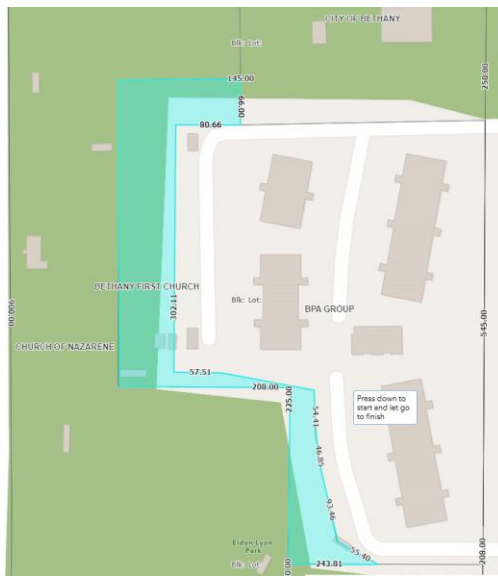 CITY OF BETHANY
Blk: Lot:
145.00
66.00
250.00
80.66
BETHANY FIRST CHURCH
302.11
Blk: Lot:
BPA GROUP
900.00
545.00
CHURCH OF NAZARENE
57.51
208.00
225.00
54.41
Press down to
start and let go
to finish
46.85
93.46
Eldon Lyon
Park
55.40
208.00
Blk: Lot:
243.81